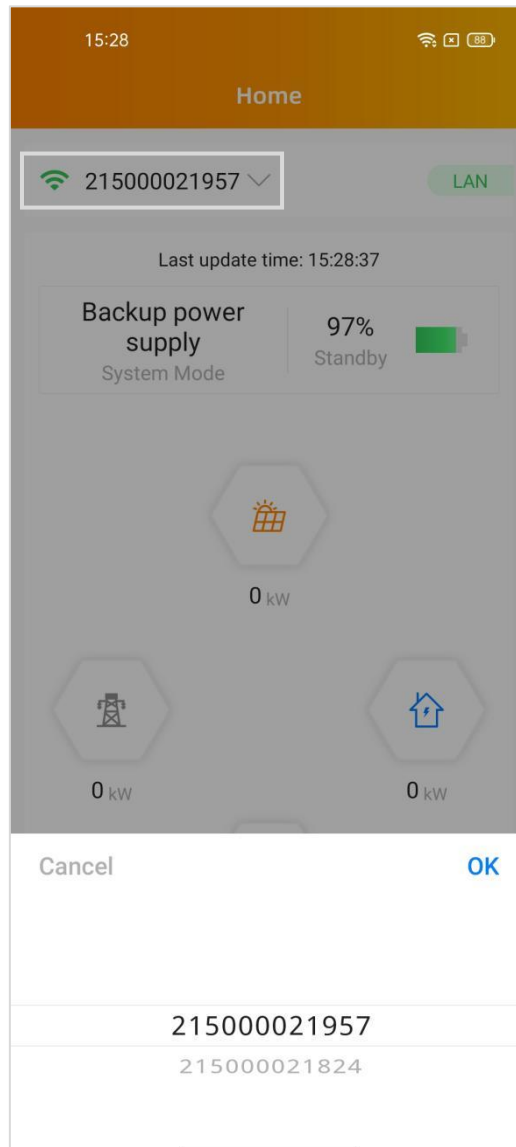 15:28
88
Home
215000021957
LAN
Last update time: 15:28:37
Backup power
supply
System Mode
97%
Standby
0 kW
0 kW
0 kW
Cancel
OK
215000021957
215000021824